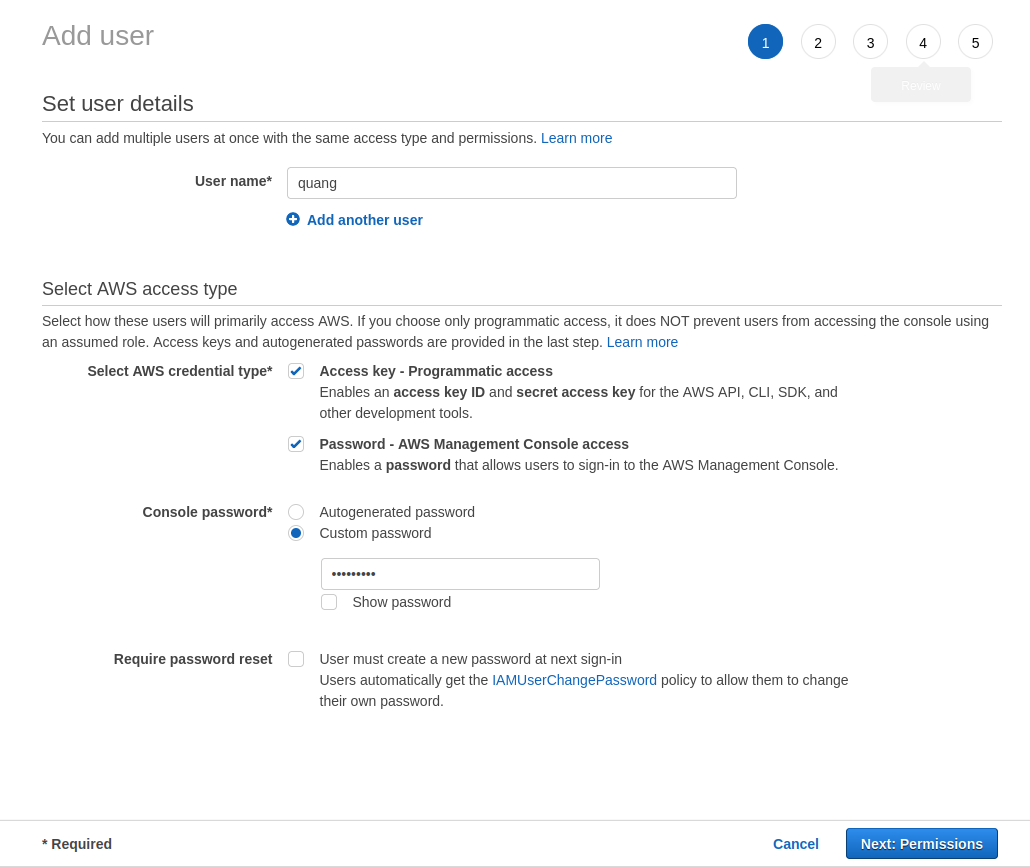 Add user
1 2 3 4 5
Review
Set user details
You can add multiple users at once with the same access type and permissions. Learn more
User name* quang
Add another user
Select AWS access type
Select how these users will primarily access AWS. If you choose only programmatic access, it does NOT prevent users from accessing the console using
an assumed role. Access keys and autogenerated passwords are provided in the last step. Learn more
Select AWS credential type* Access key - Programmatic access
Enables an access key ID and secret access key for the AWS API, CLI, SDK, and
other development tools.
Password - AWS Management Console access
Enables a password that allows users to sign-in to the AWS Management Console.
Console password* Autogenerated password
Custom password
•••••••••
Show password
Require password reset User must create a new password at next sign-in
Users automatically get the IAMUserChangePassword policy to allow them to change
their own password.
* Required Cancel Next: Permissions